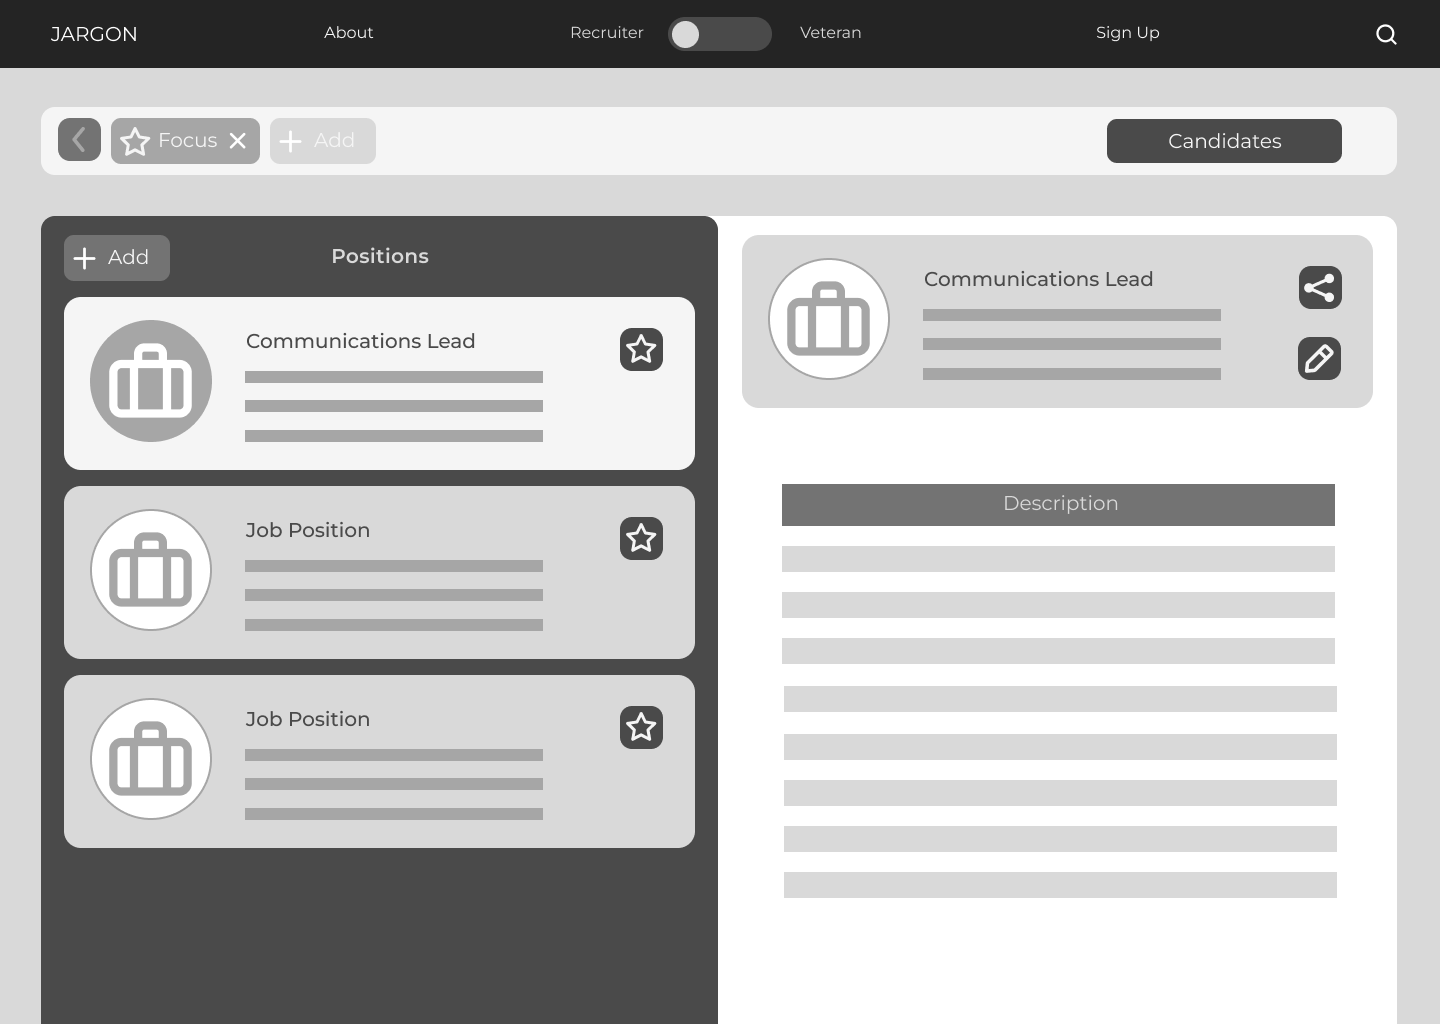 JARGON
About
Recruiter
Veteran
Sign Up
Focus
Add
Candidates
Add
Positions
Communications Lead
Job Position
Job Position
Communications Lead
Description